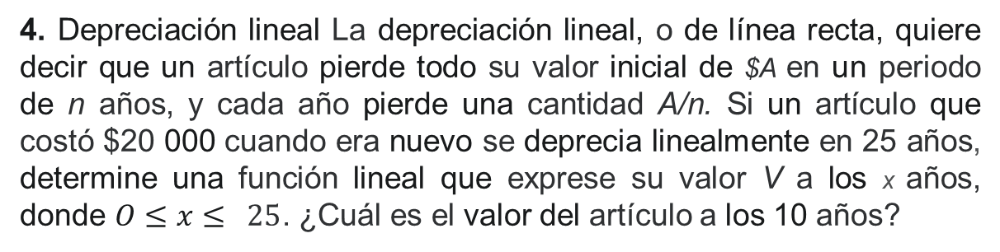 4. Depreciación lineal La depreciación lineal, o de línea recta, quiere
decir que un artículo pierde todo su valor inicial de $A en un periodo
de n años, y cada año pierde una cantidad A/n. Si un artículo que
costó $20 000 cuando era nuevo se deprecia linealmente en 25 años,
determine una función lineal que exprese su valor V a los x años,
donde 0 ≤ x ≤ 25. ¿Cuál es el valor del artículo a los 10 años?